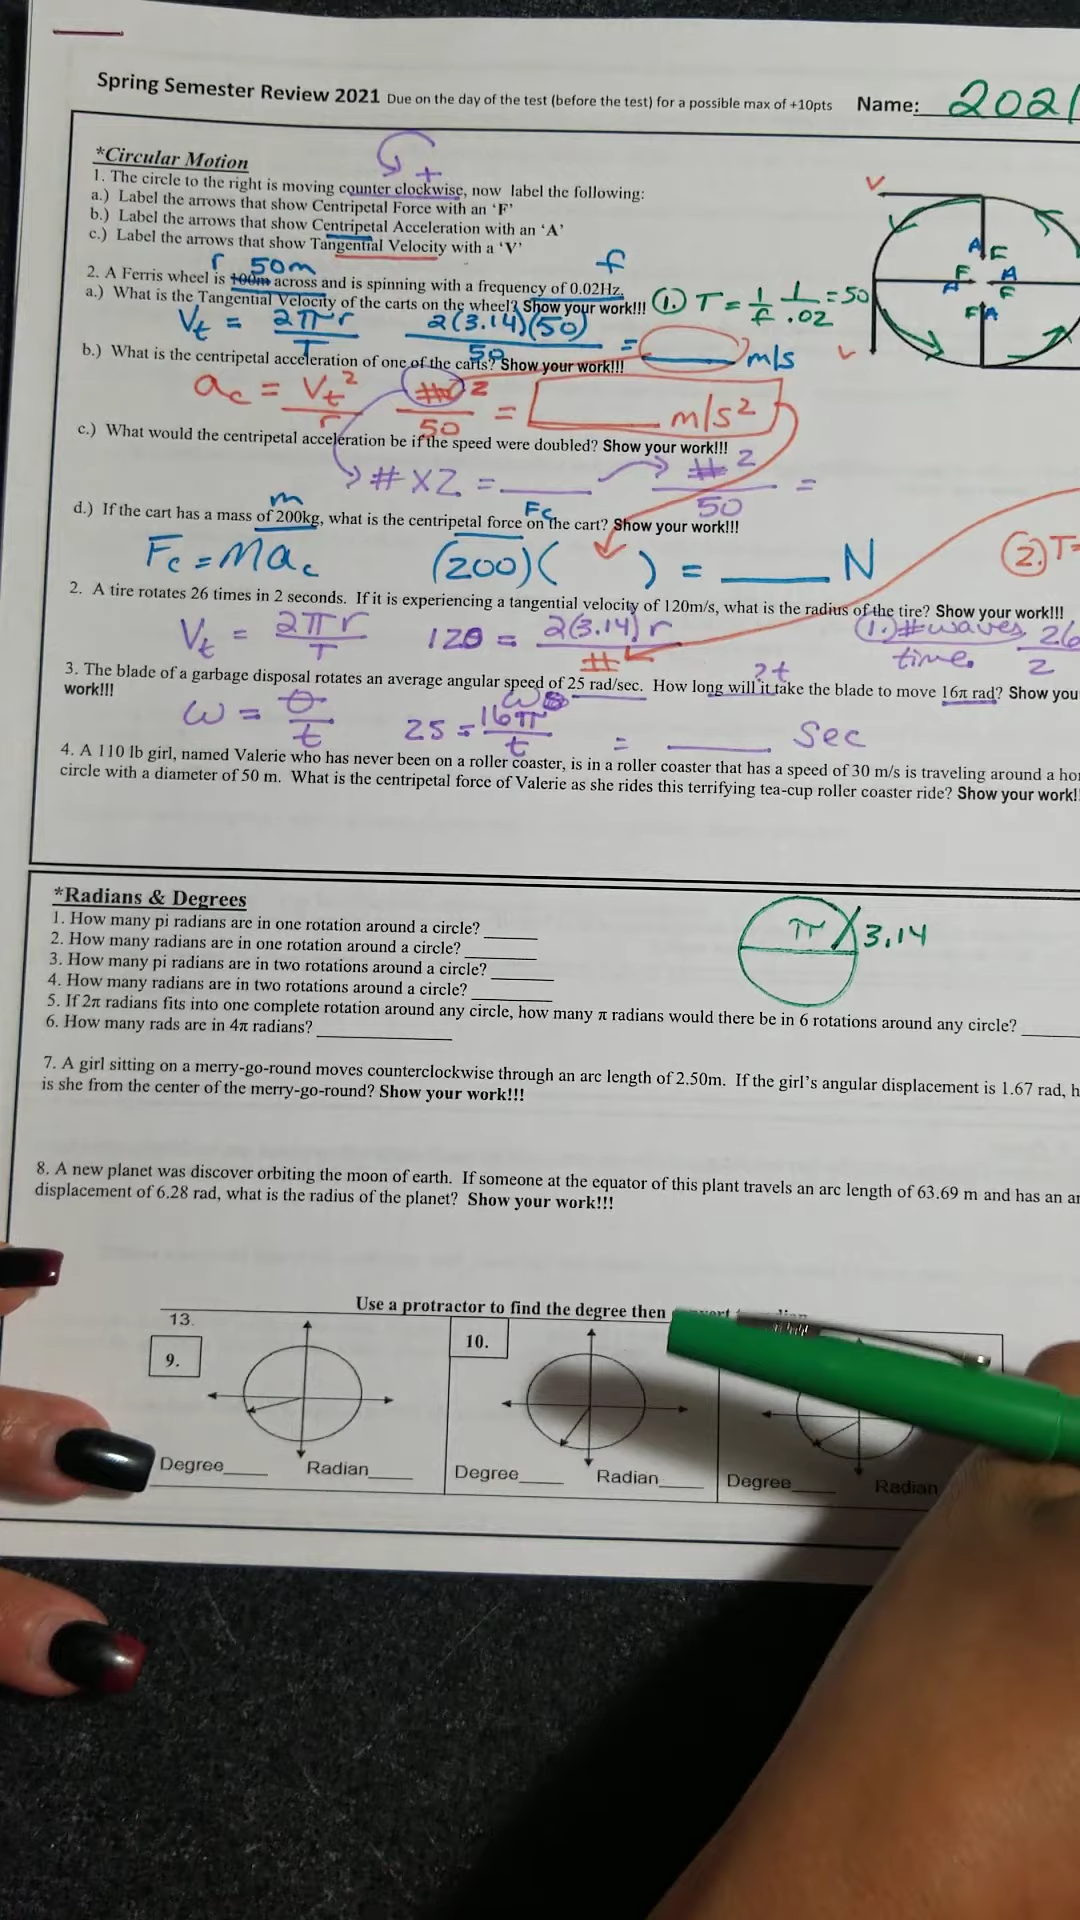 Spring Semester Review 2021 Due on the day of the test (before the test) for a possible max of +10pts Name: 2021
*Circular Motion
+
1. The circle to the right is moving counter clockwise, now label the following:
a.) Label the arrows that show Centripetal Force with an 'F'
b.) Label the arrows that show Centripetal Acceleration with an 'A'
c.) Label the arrows that show Tangential Velocity with a 'V'
V
A F
F A
A F
F A
V
r 50m f
2. A Ferris wheel is 100m across and is spinning with a frequency of 0.02Hz.
a.) What is the Tangential Velocity of the carts on the wheel? Show your work!!! (1.) T = 1/f 1/.02 = 50
Vt = 2πr/T 2(3.14)(50)/50 = ____ m/s
b.) What is the centripetal acceleration of one of the carts? Show your work!!!
ac = Vt²/r #²/50 = ____ m/s²
c.) What would the centripetal acceleration be if the speed were doubled? Show your work!!!
# X2 = ____ #²/50 =
m Fc
d.) If the cart has a mass of 200kg, what is the centripetal force on the cart? Show your work!!!
Fc = Mac (200)( ) = ____ N
(2.) T=
2. A tire rotates 26 times in 2 seconds. If it is experiencing a tangential velocity of 120m/s, what is the radius of the tire? Show your work!!!
Vt = 2πr/T 120 = 2(3.14)r/# (1.) #waves/time. 26/2
?t
3. The blade of a garbage disposal rotates an average angular speed of 25 rad/sec. How long will it take the blade to move 16π rad? Show you
work!!!
ω
ω = θ/t 25 = 16π/t = ____ sec
4. A 110 lb girl, named Valerie who has never been on a roller coaster, is in a roller coaster that has a speed of 30 m/s is traveling around a ho
circle with a diameter of 50 m. What is the centripetal force of Valerie as she rides this terrifying tea-cup roller coaster ride? Show your work!!
*Radians & Degrees
π 3.14
1. How many pi radians are in one rotation around a circle? ____
2. How many radians are in one rotation around a circle? ____
3. How many pi radians are in two rotations around a circle? ____
4. How many radians are in two rotations around a circle? ____
5. If 2π radians fits into one complete rotation around any circle, how many π radians would there be in 6 rotations around any circle? ____
6. How many rads are in 4π radians? ____
7. A girl sitting on a merry-go-round moves counterclockwise through an arc length of 2.50m. If the girl's angular displacement is 1.67 rad, h
is she from the center of the merry-go-round? Show your work!!!
8. A new planet was discover orbiting the moon of earth. If someone at the equator of this plant travels an arc length of 63.69 m and has an an
displacement of 6.28 rad, what is the radius of the planet? Show your work!!!
Use a protractor to find the degree then
13.
9.
10.
Degree____ Radian____
Degree____ Radian____
Degree____ Radian